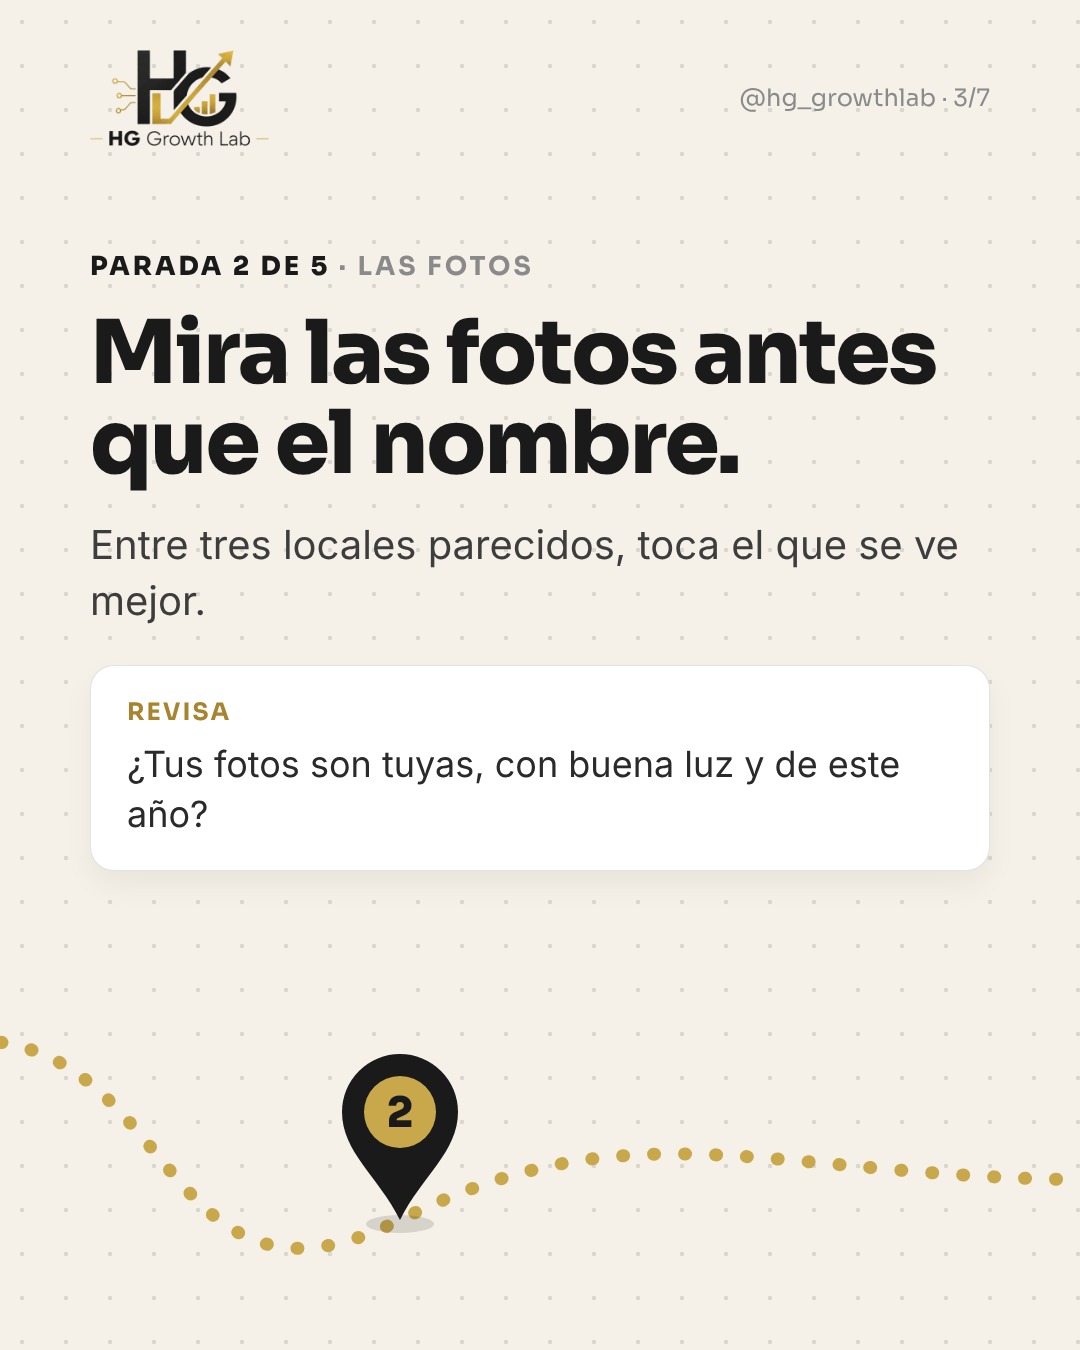 HG
HG Growth Lab
@hg_growthlab · 3/7
PARADA 2 DE 5 · LAS FOTOS
Mira las fotos antes
que el nombre.
Entre tres locales parecidos, toca el que se ve
mejor.
REVISA
¿Tus fotos son tuyas, con buena luz y de este
año?
2